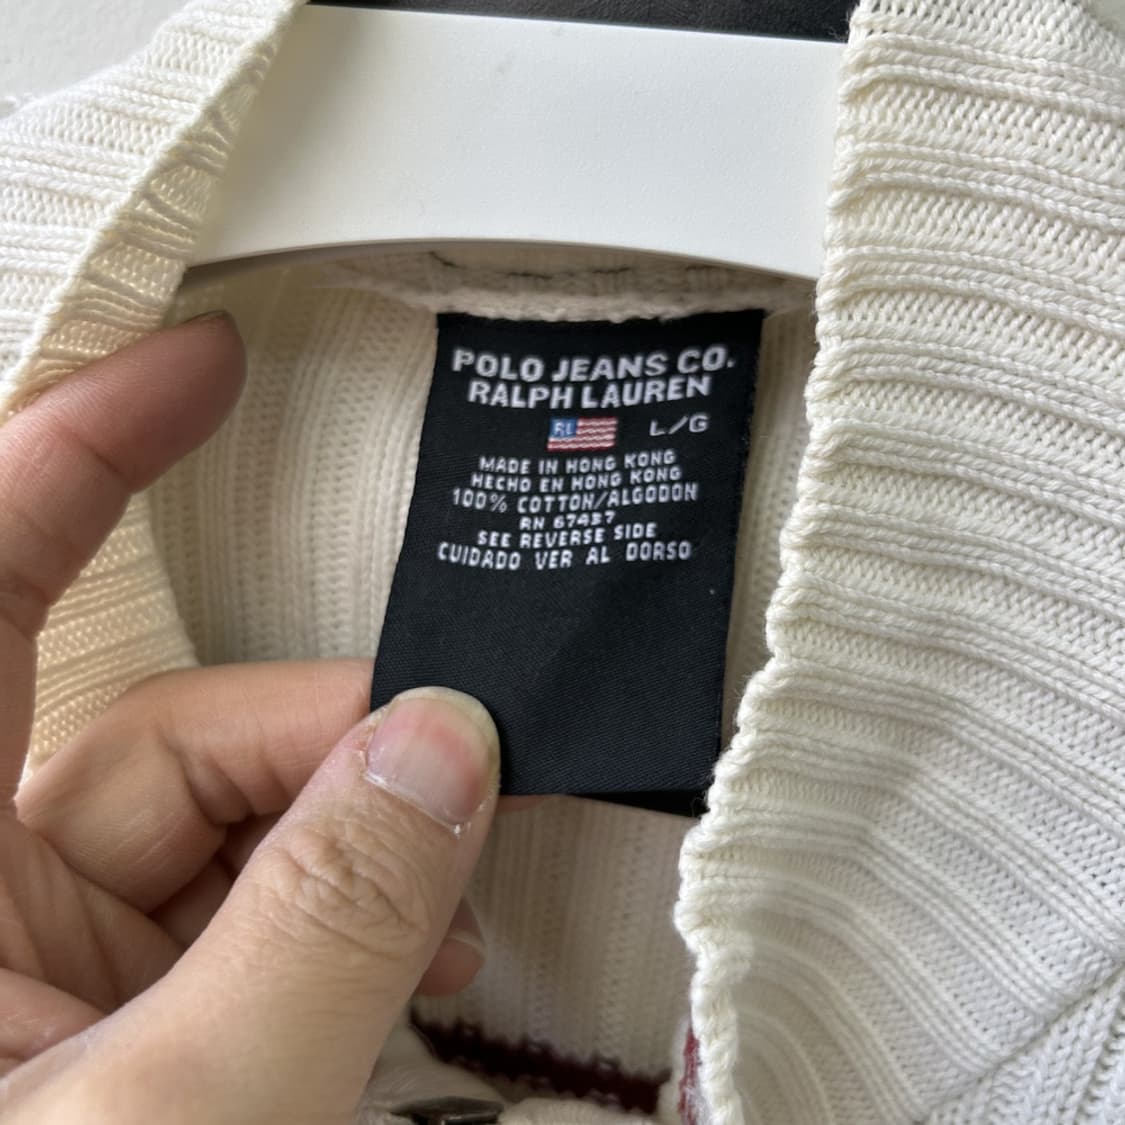 POLO JEANS CO.
RALPH LAUREN
RL L/G
MADE IN HONG KONG
HECHO EN HONG KONG
100% COTTON/ALGODON
RN 67437
SEE REVERSE SIDE
CUIDADO VER AL DORSO